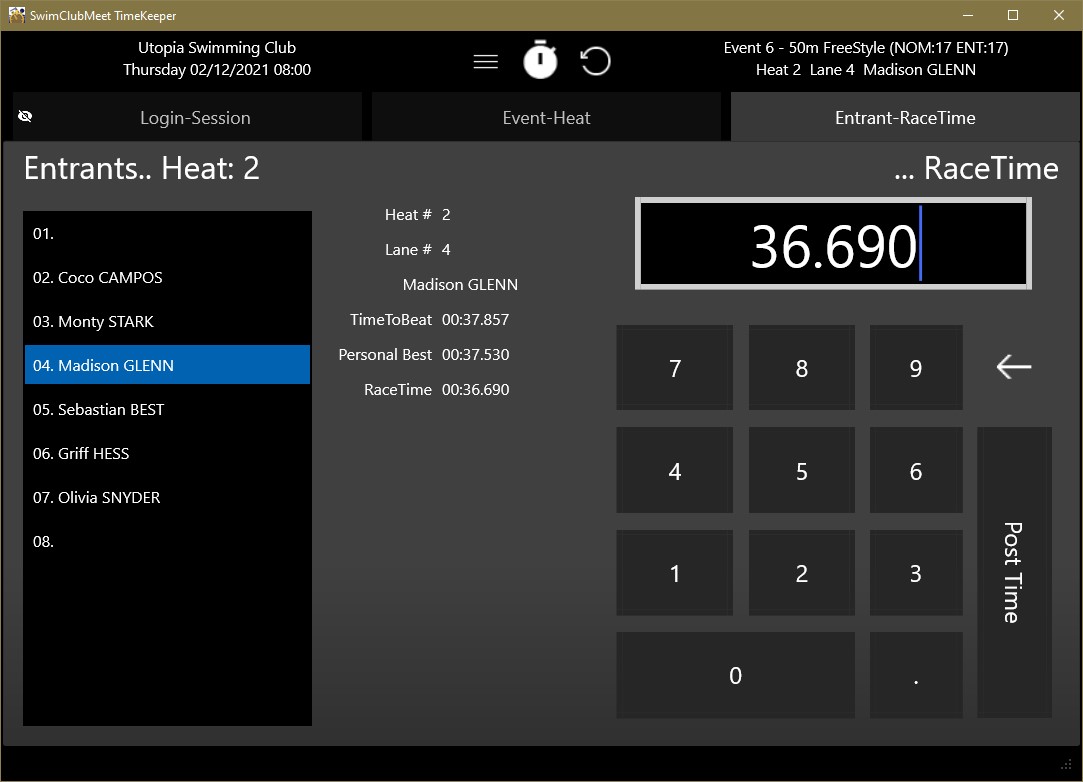 SwimClubMeet TimeKeeper
Utopia Swimming Club
Thursday 02/12/2021 08:00
Event 6 - 50m FreeStyle (NOM:17 ENT:17)
Heat 2 Lane 4 Madison GLENN
Login-Session
Event-Heat
Entrant-RaceTime
Entrants.. Heat: 2
... RaceTime
01.
02. Coco CAMPOS
03. Monty STARK
04. Madison GLENN
05. Sebastian BEST
06. Griff HESS
07. Olivia SNYDER
08.
Heat # 2
Lane # 4
Madison GLENN
TimeToBeat 00:37.857
Personal Best 00:37.530
RaceTime 00:36.690
36.690
7 8 9
4 5 6
1 2 3
0 .
Post Time